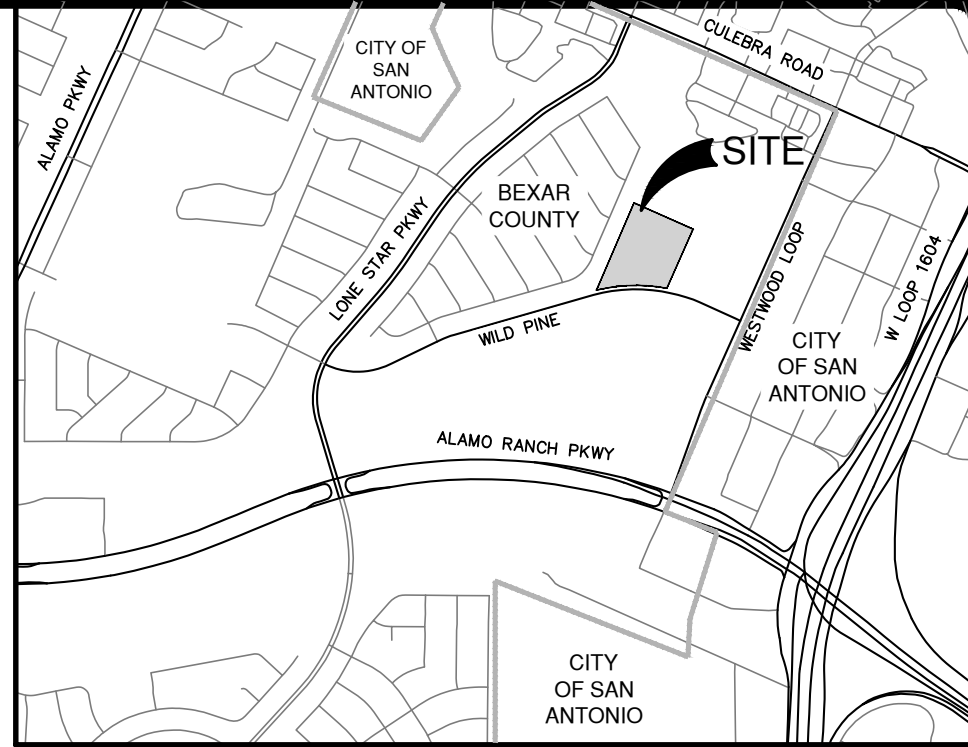 CULEBRA ROAD
CITY OF
SAN
ANTONIO
ALAMO PKWY
SITE
BEXAR
COUNTY
LONE STAR PKWY
WESTWOOD LOOP
W LOOP 1604
WILD PINE
CITY
OF SAN
ANTONIO
ALAMO RANCH PKWY
CITY
OF SAN
ANTONIO